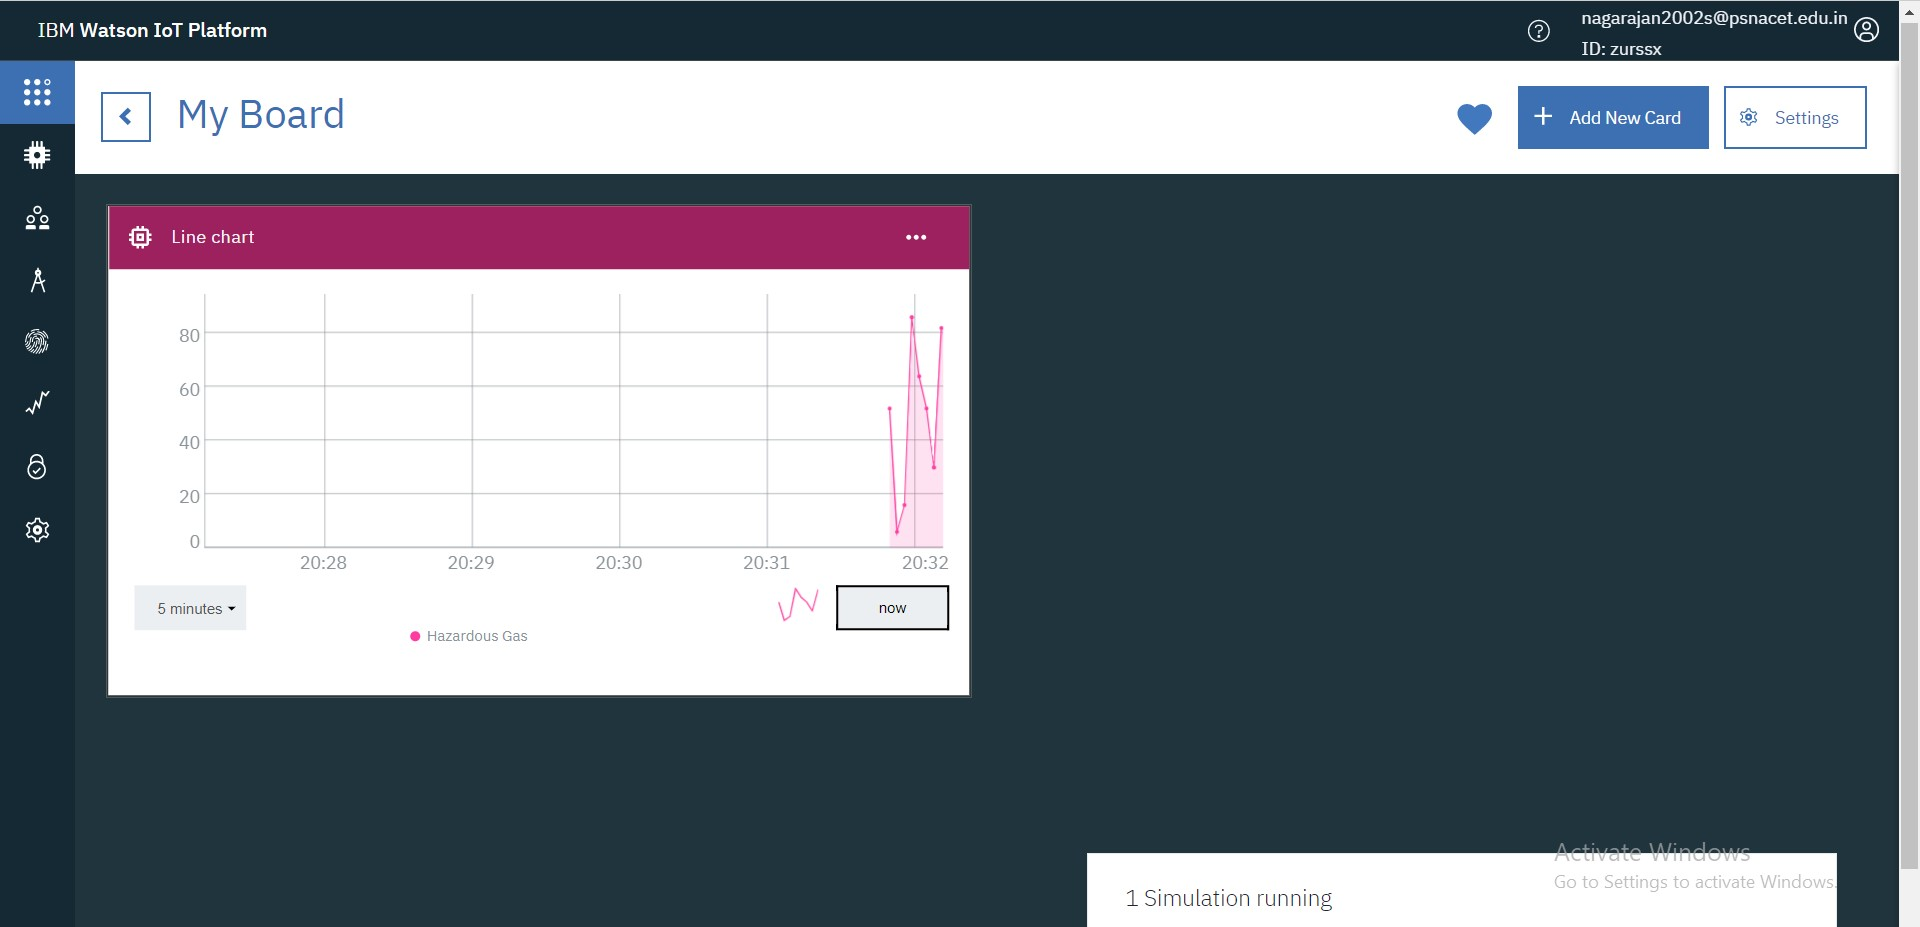 IBM Watson IoT Platform
nagarajan2002s@psnacet.edu.in
ID: zurssx
My Board
Add New Card
Settings
Line chart
80
60
40
20
0
20:28 20:29 20:30 20:31 20:32
5 minutes
now
Hazardous Gas
Activate Windows
Go to Settings to activate Windows.
1 Simulation running